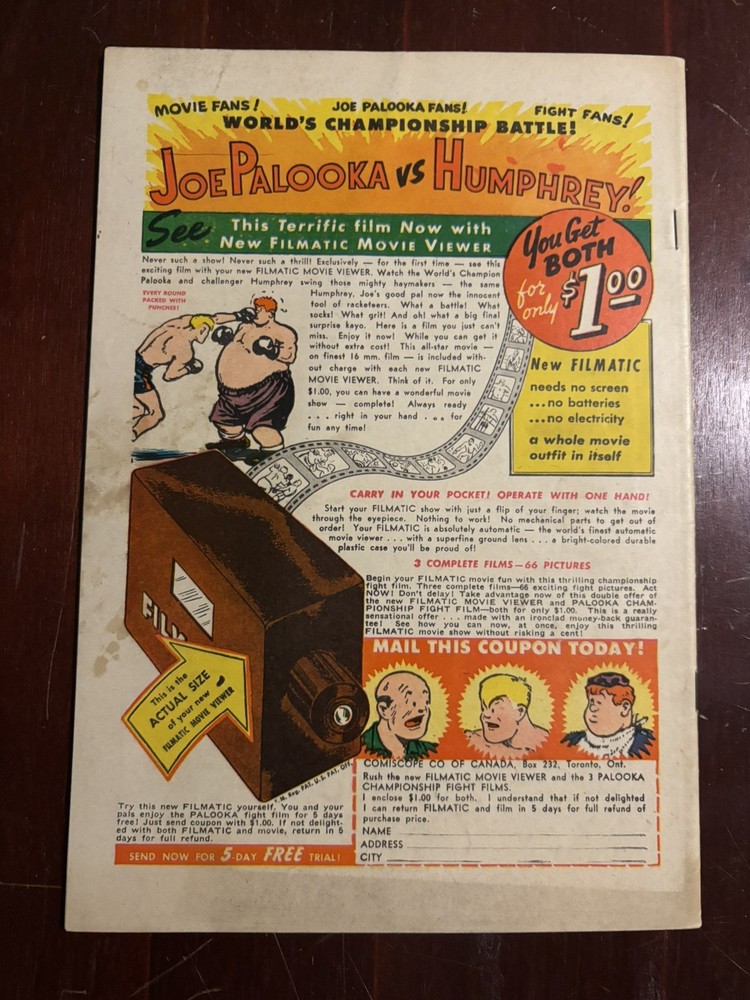 MOVIE FANS! JOE PALOOKA FANS! FIGHT FANS!
WORLD'S CHAMPIONSHIP BATTLE!
JOE PALOOKA VS HUMPHREY!
See This Terrific film Now with
New FILMATIC MOVIE VIEWER
You Get
BOTH
for
only $1.00
Never such a show! Never such a thrill! Exclusively — for the first time — see this
exciting film with your new FILMATIC MOVIE VIEWER. Watch the World's Champion
Palooka and challenger Humphrey swing those mighty haymakers — the same
Humphrey, Joe's good pal now the innocent
tool of racketeers. What a battle! What
socks! What grit! And oh! what a big final
surprise kayo. Here is a film you just can't
miss. Enjoy it now! While you can get it
without extra cost! This all-star movie —
on finest 16 mm. film — is included with-
out charge with each new FILMATIC
MOVIE VIEWER. Think of it. For only
$1.00, you can have a wonderful movie
show — complete! Always ready
. . . right in your hand . . . for
fun any time!
EVERY ROUND
PACKED WITH
PUNCHES!
New FILMATIC
needs no screen
...no batteries
...no electricity
a whole movie
outfit in itself
CARRY IN YOUR POCKET! OPERATE WITH ONE HAND!
Start your FILMATIC show with just a flip of your finger; watch the movie
through the eyepiece. Nothing to work! No mechanical parts to get out of
order! Your FILMATIC is absolutely automatic — the world's finest automatic
movie viewer . . . with a superfine ground lens . . . a bright-colored durable
plastic case you'll be proud of!
3 COMPLETE FILMS—66 PICTURES
Begin your FILMATIC movie fun with this thrilling championship
fight film. Three complete films—66 exciting fight pictures. Act
NOW! Don't delay! Take advantage now of this double offer of
the new FILMATIC MOVIE VIEWER and PALOOKA CHAM-
PIONSHIP FIGHT FILM—both for only $1.00. This is a really
sensational offer . . . made with an ironclad money-back guaran-
tee! See how you can now, at once, enjoy this thrilling
FILMATIC movie show without risking a cent!
FILM
This is the
ACTUAL SIZE
of your new
FILMATIC MOVIE VIEWER
T.M. Reg. PAT. U.S. PAT. Off.
MAIL THIS COUPON TODAY!
COMISCOPE CO OF CANADA, Box 232, Toronto, Ont.
Rush the new FILMATIC MOVIE VIEWER and the 3 PALOOKA
CHAMPIONSHIP FIGHT FILMS.
I enclose $1.00 for both. I understand that if not delighted
I can return FILMATIC and film in 5 days for full refund of
purchase price.
NAME
ADDRESS
CITY
Try this new FILMATIC yourself. You and your
pals enjoy the PALOOKA fight film for 5 days
free! Just send coupon with $1.00. If not delight-
ed with both FILMATIC and movie, return in 5
days for full refund.
SEND NOW FOR 5-DAY FREE TRIAL!